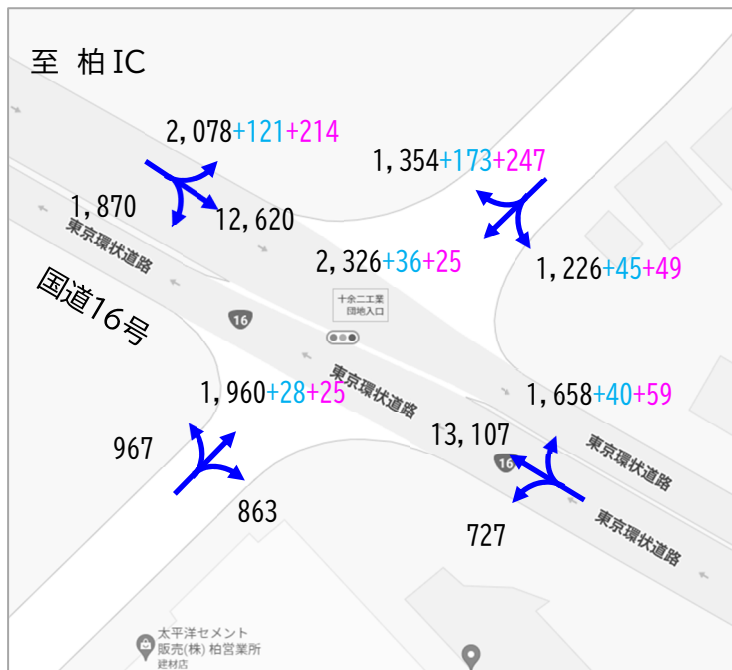 至 柏IC
2,078+121+214
1,354+173+247
1,870
12,620
東京環状道路
2,326+36+25
1,226+45+49
国道16号
16
十余二工業
団地入口
1,960+28+25
東京環状道路
1,658+40+59
967
13,107
東京環状道路
16
863
727
東京環状道路
太平洋セメント
販売(株) 柏営業所
建材店